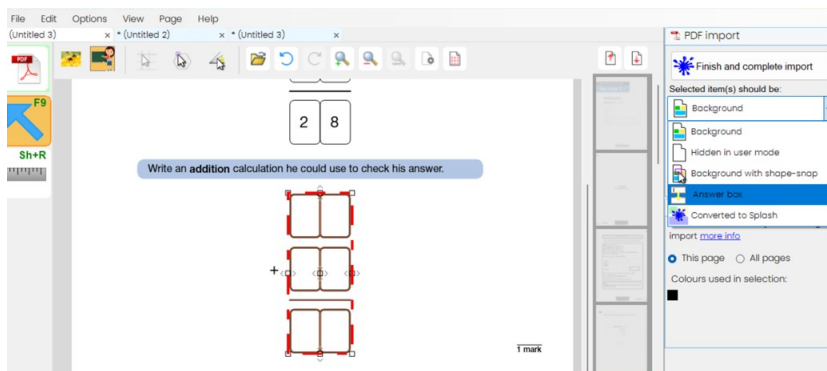 File Edit Options View Page Help
(Untitled 3) x * (Untitled 2) x * (Untitled 3) x
PDF import
PDF
Finish and complete import
Selected item(s) should be:
F9
Background
2 8
Background
Sh+R
Hidden in user mode
Write an addition calculation he could use to check his answer.
Background with shape-snap
Answer box
Converted to Splash
import more info
+
This page All pages
Colours used in selection:
1 mark